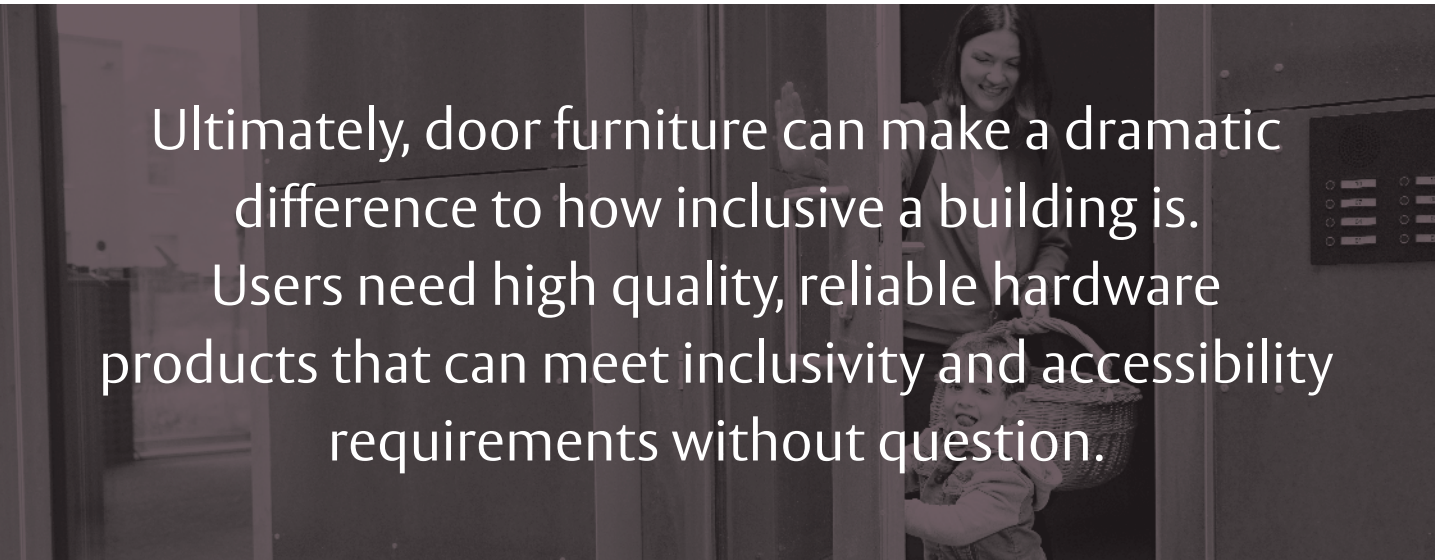 Ultimately, door furniture can make a dramatic
difference to how inclusive a building is.
Users need high quality, reliable hardware
products that can meet inclusivity and accessibility
requirements without question.